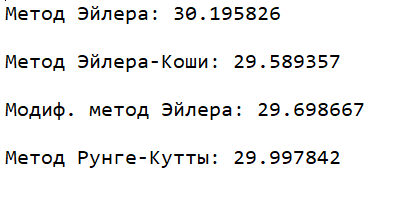 Метод Эйлера: 30.195826
Метод Эйлера-Коши: 29.589357
Модиф. метод Эйлера: 29.698667
Метод Рунге-Кутты: 29.997842